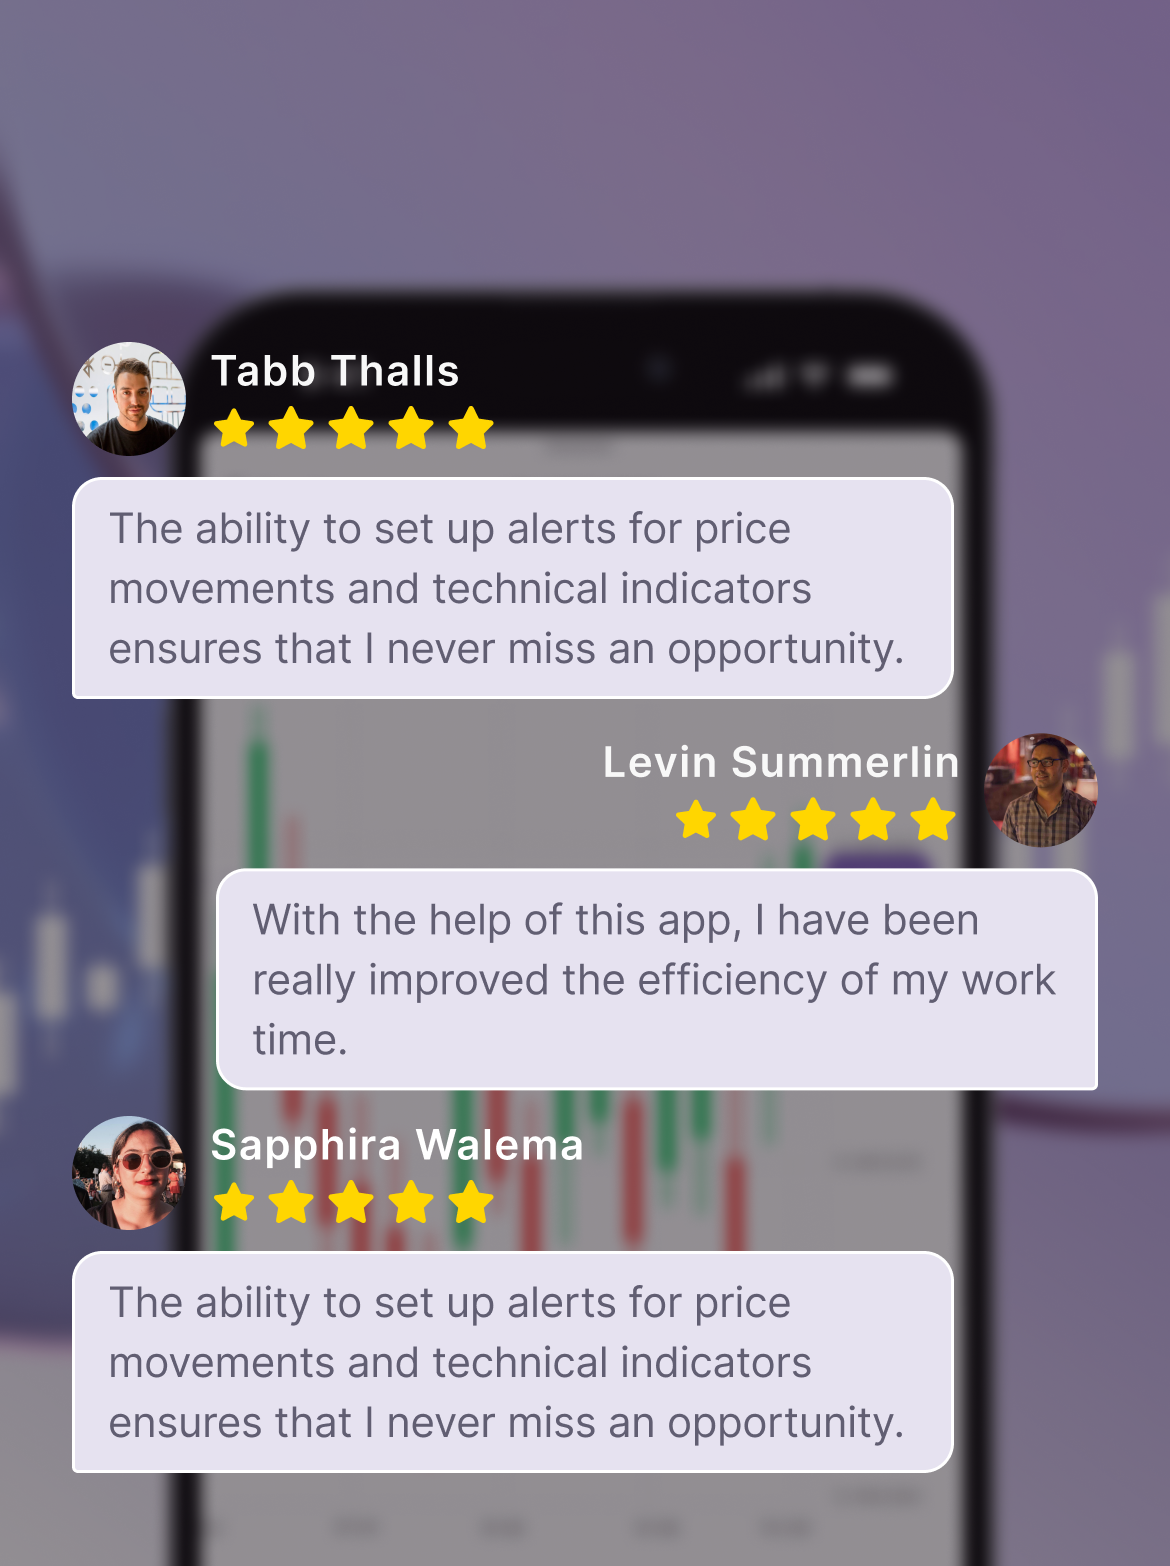 Tabb Thalls
The ability to set up alerts for price
movements and technical indicators
ensures that I never miss an opportunity.
Levin Summerlin
With the help of this app, I have been
really improved the efficiency of my work
time.
Sapphira Walema
The ability to set up alerts for price
movements and technical indicators
ensures that I never miss an opportunity.